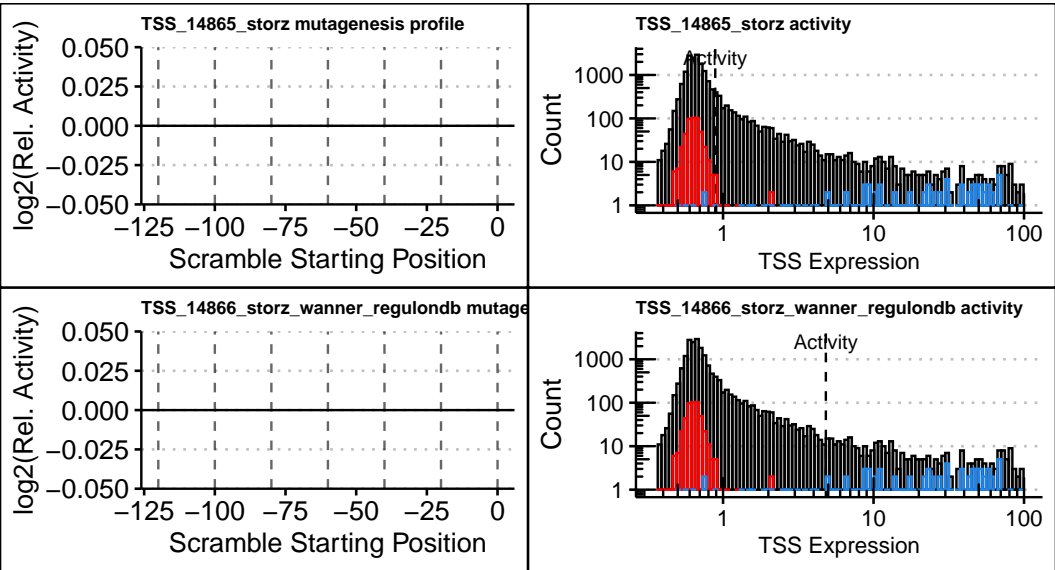 TSS_14865_storz mutagenesis profile
log2(Rel. Activity)
0.050
0.025
0.000
−0.025
−0.050
−125 −100 −75 −50 −25 0
Scramble Starting Position
TSS_14865_storz activity
Activity
Count
1000
100
10
1
1 10 100
TSS Expression
TSS_14866_storz_wanner_regulondb mutage
log2(Rel. Activity)
0.050
0.025
0.000
−0.025
−0.050
−125 −100 −75 −50 −25 0
Scramble Starting Position
TSS_14866_storz_wanner_regulondb activity
Activity
Count
1000
100
10
1
1 10 100
TSS Expression